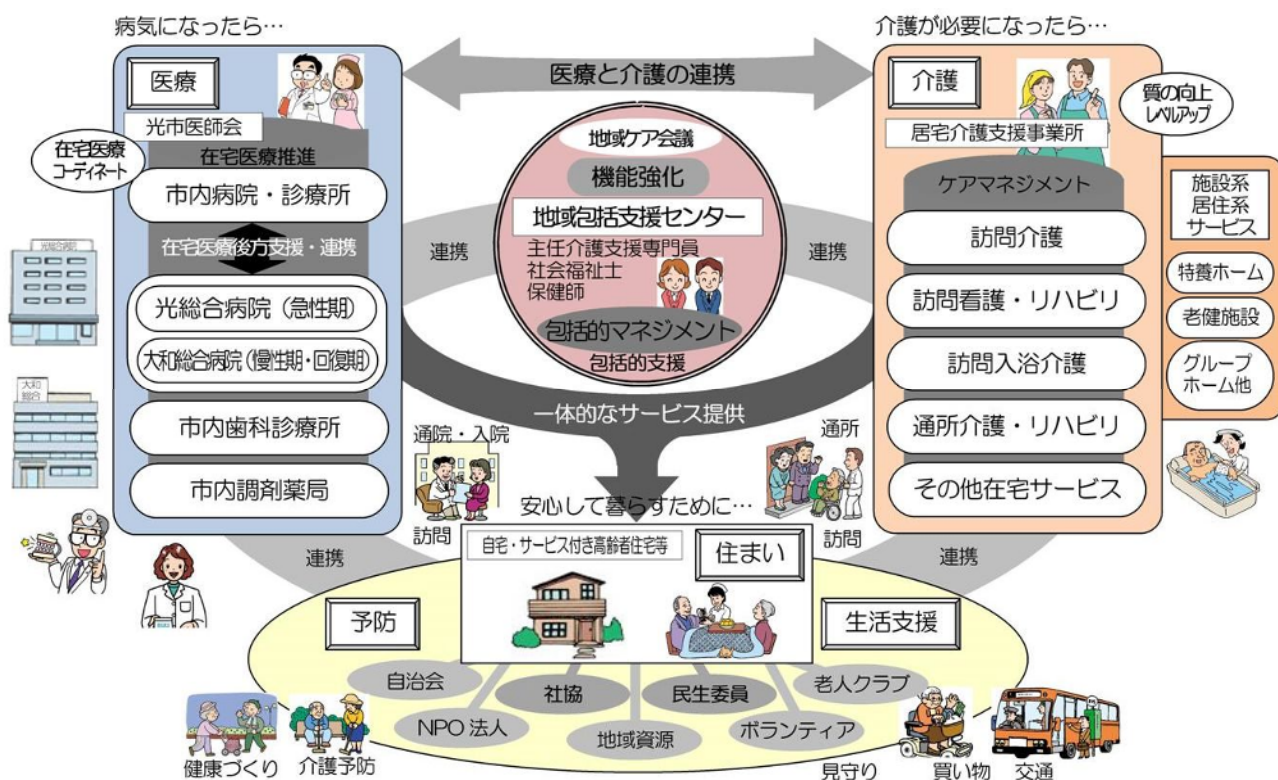 病気になったら…
医療
光市医師会
在宅医療推進
在宅医療
コーディネート
市内病院・診療所
在宅医療後方支援・連携
光総合病院（急性期）
大和総合病院（慢性期・回復期）
市内歯科診療所
市内調剤薬局
光総合病院
大和
総合
医療と介護の連携
地域ケア会議
機能強化
地域包括支援センター
主任介護支援専門員
社会福祉士
保健師
包括的マネジメント
包括的支援
連携
連携
一体的なサービス提供
介護が必要になったら…
介護
質の向上
レベルアップ
居宅介護支援事業所
ケアマネジメント
訪問介護
訪問看護・リハビリ
訪問入浴介護
通所介護・リハビリ
その他在宅サービス
施設系
居住系
サービス
特養ホーム
老健施設
グループ
ホーム他
通院・入院
訪問
通所
訪問
安心して暮らすために…
自宅・サービス付き高齢者住宅等
住まい
連携
連携
予防
生活支援
自治会
社協
民生委員
老人クラブ
NPO 法人
地域資源
ボランティア
健康づくり
介護予防
見守り
買い物
交通